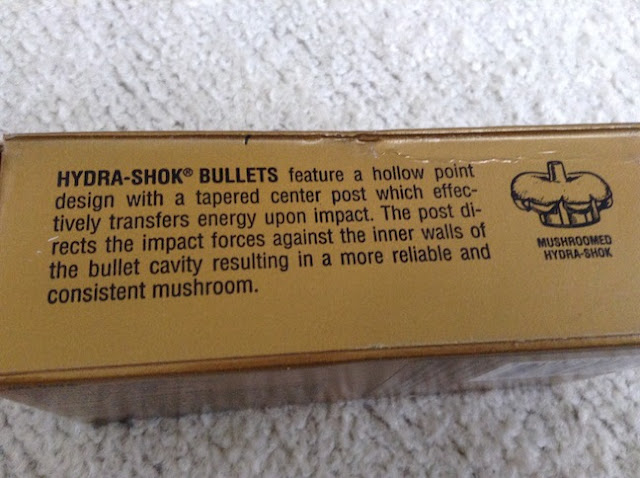 HYDRA-SHOK® BULLETS feature a hollow point
design with a tapered center post which effec-
tively transfers energy upon impact. The post di-
rects the impact forces against the inner walls of
the bullet cavity resulting in a more reliable and
consistent mushroom.
MUSHROOMED
HYDRA-SHOK